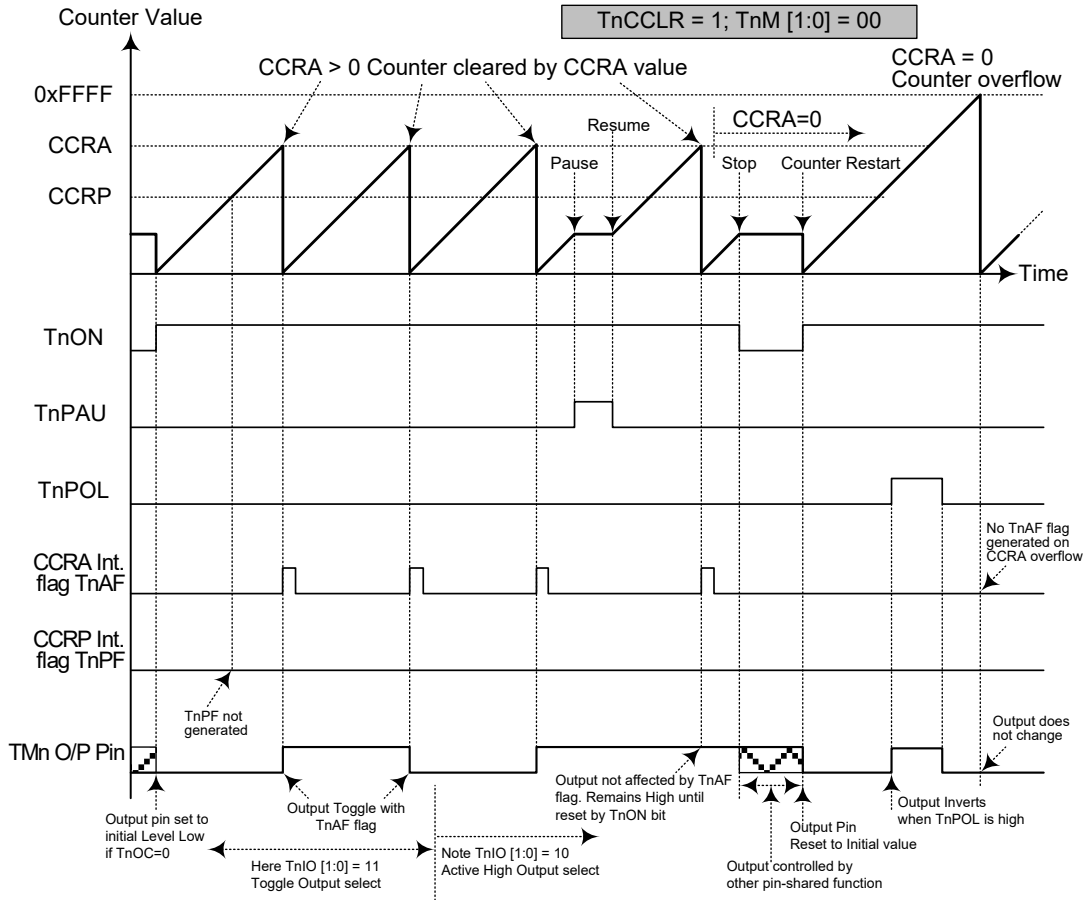 TnCCLR = 1; TnM [1:0] = 00
Counter Value
CCRA > 0 Counter cleared by CCRA value
CCRA = 0
Counter overflow
0xFFFF
Resume
CCRA=0
CCRA
Pause
Stop
Counter Restart
CCRP
Time
TnON
TnPAU
TnPOL
No TnAF flag
generated on
CCRA overflow
CCRA Int.
flag TnAF
CCRP Int.
flag TnPF
TnPF not
generated
Output does
not change
TMn O/P Pin
Output not affected by TnAF
flag. Remains High until
reset by TnON bit
Output Toggle with
TnAF flag
Output Inverts
when TnPOL is high
Output pin set to
initial Level Low
if TnOC=0
Output Pin
Reset to Initial value
Here TnIO [1:0] = 11
Toggle Output select
Note TnIO [1:0] = 10
Active High Output select
Output controlled by
other pin-shared function